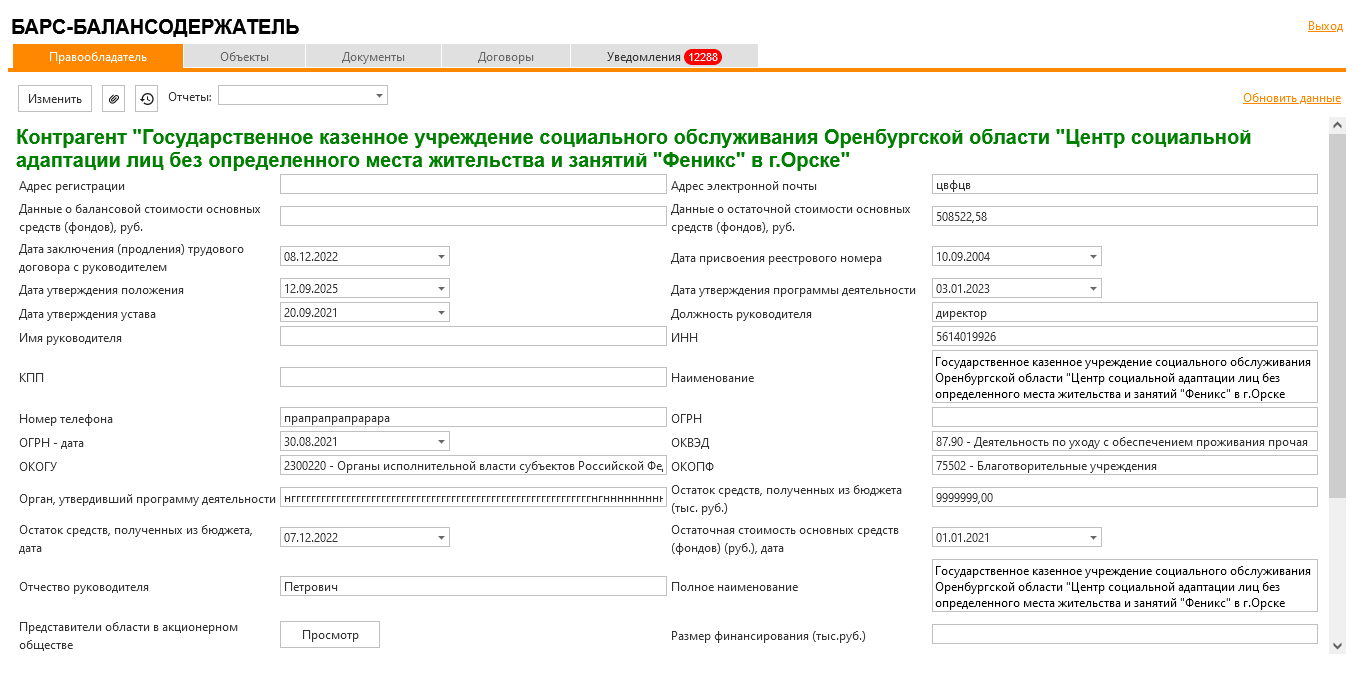 БАРС-БАЛАНСОДЕРЖАТЕЛЬ
Выход
Правообладатель
Объекты
Документы
Договоры
Уведомления 12288
Изменить
Отчеты:
Обновить данные
Контрагент "Государственное казенное учреждение социального обслуживания Оренбургской области "Центр социальной
адаптации лиц без определенного места жительства и занятий "Феникс" в г.Орске"
Адрес регистрации
Адрес электронной почты
цвфцв
Данные о балансовой стоимости основных
средств (фондов), руб.
Данные о остаточной стоимости основных
средств (фондов), руб.
508522,58
Дата заключения (продления) трудового
договора с руководителем
08.12.2022
Дата присвоения реестрового номера
10.09.2004
Дата утверждения положения
12.09.2025
Дата утверждения программы деятельности
03.01.2023
Дата утверждения устава
20.09.2021
Должность руководителя
директор
Имя руководителя
ИНН
5614019926
КПП
Наименование
Государственное казенное учреждение социального обслуживания
Оренбургской области "Центр социальной адаптации лиц без
определенного места жительства и занятий "Феникс" в г.Орске
Номер телефона
прапрапрапрарара
ОГРН
ОГРН - дата
30.08.2021
ОКВЭД
87.90 - Деятельность по уходу с обеспечением проживания прочая
ОКОГУ
2300220 - Органы исполнительной власти субъектов Российской Фед
ОКОПФ
75502 - Благотворительные учреждения
Орган, утвердивший программу деятельности
Остаток средств, полученных из бюджета
(тыс. руб.)
9999999,00
Остаток средств, полученных из бюджета,
дата
07.12.2022
Остаточная стоимость основных средств
(фондов) (руб.), дата
01.01.2021
Отчество руководителя
Петрович
Полное наименование
Государственное казенное учреждение социального обслуживания
Оренбургской области "Центр социальной адаптации лиц без
определенного места жительства и занятий "Феникс" в г.Орске
Представители области в акционерном
обществе
Просмотр
Размер финансирования (тыс.руб.)